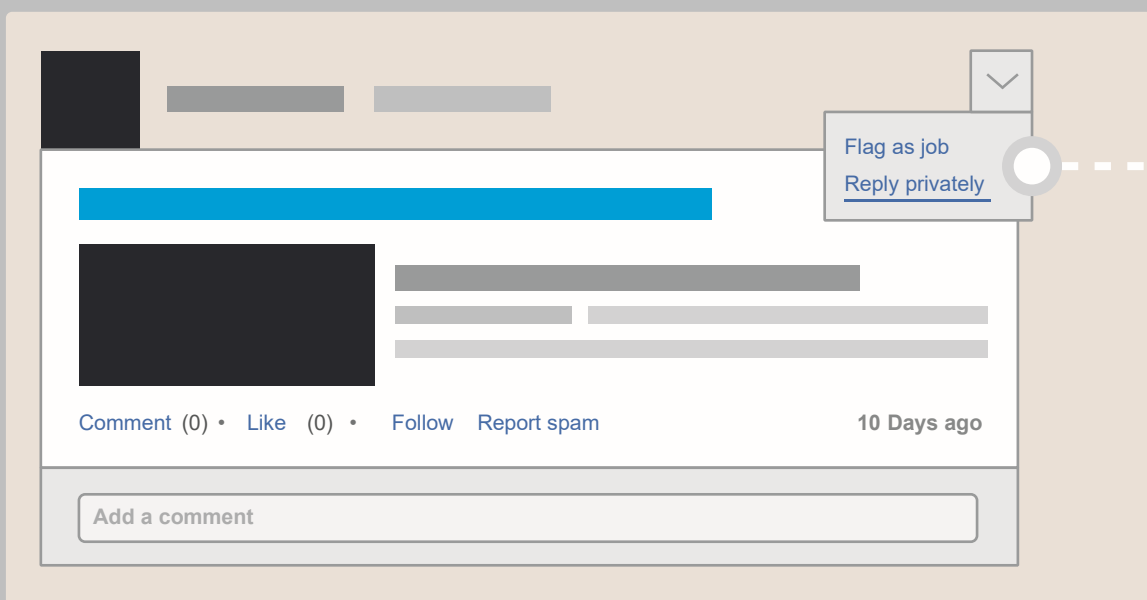 Flag as job
Reply privately
Comment (0) • Like (0) • Follow Report spam 10 Days ago
Add a comment